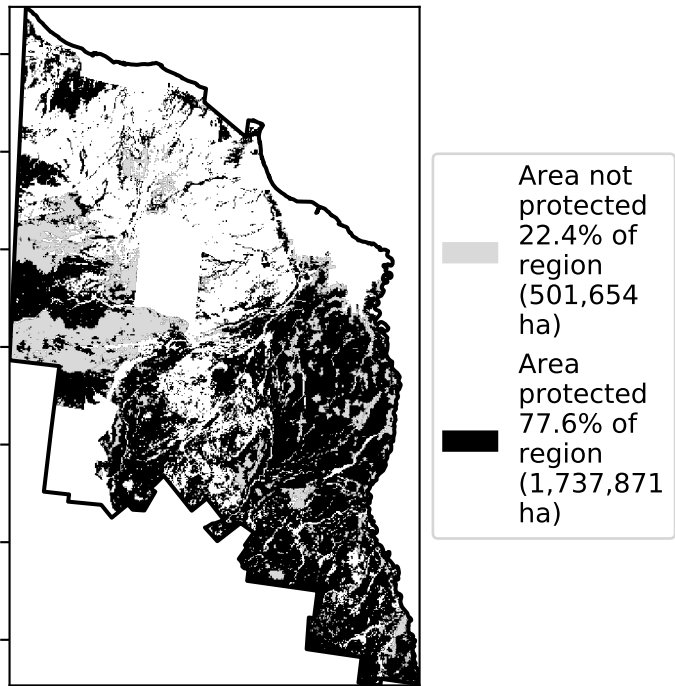 Area not
protected
22.4% of
region
(501,654
ha)
Area
protected
77.6% of
region
(1,737,871
ha)